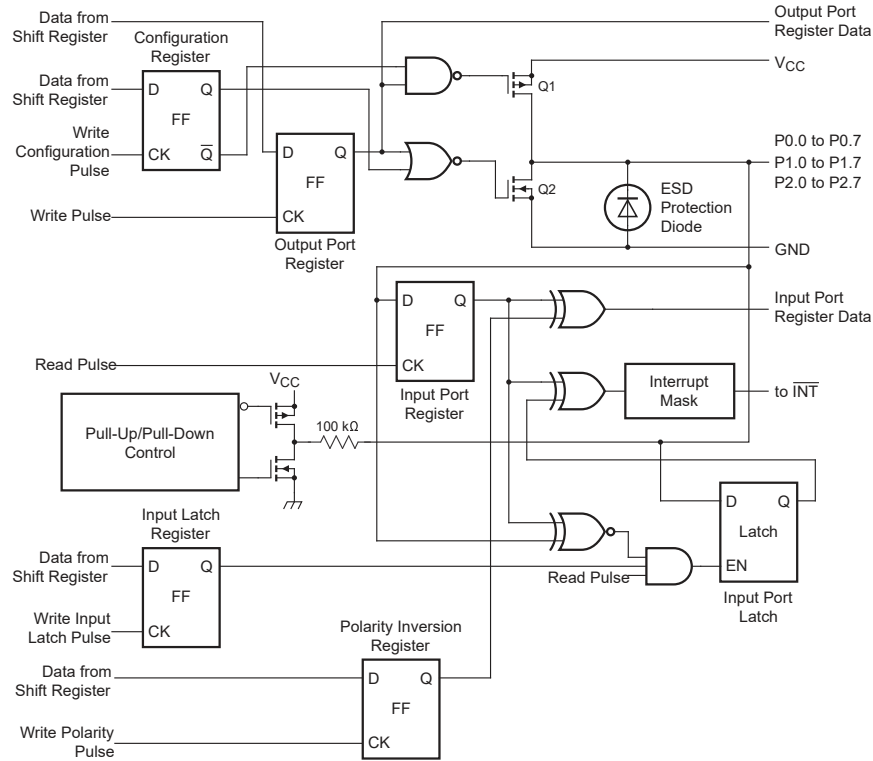 Data from
Shift Register
Configuration
Register
Data from
Shift Register
D
Q
FF
CK
Q
Write
Configuration
Pulse
Write Pulse
D
Q
FF
CK
Output Port
Register
Output Port
Register Data
VCC
Q1
Q2
P0.0 to P0.7
P1.0 to P1.7
P2.0 to P2.7
ESD
Protection
Diode
GND
D
Q
FF
CK
Input Port
Register
Read Pulse
Input Port
Register Data
Interrupt
Mask
to INT
VCC
Pull-Up/Pull-Down
Control
100 kΩ
D
Q
Latch
EN
Input Port
Latch
Read Pulse
Input Latch
Register
Data from
Shift Register
D
Q
FF
CK
Write Input
Latch Pulse
Polarity Inversion
Register
Data from
Shift Register
D
Q
FF
CK
Write Polarity
Pulse